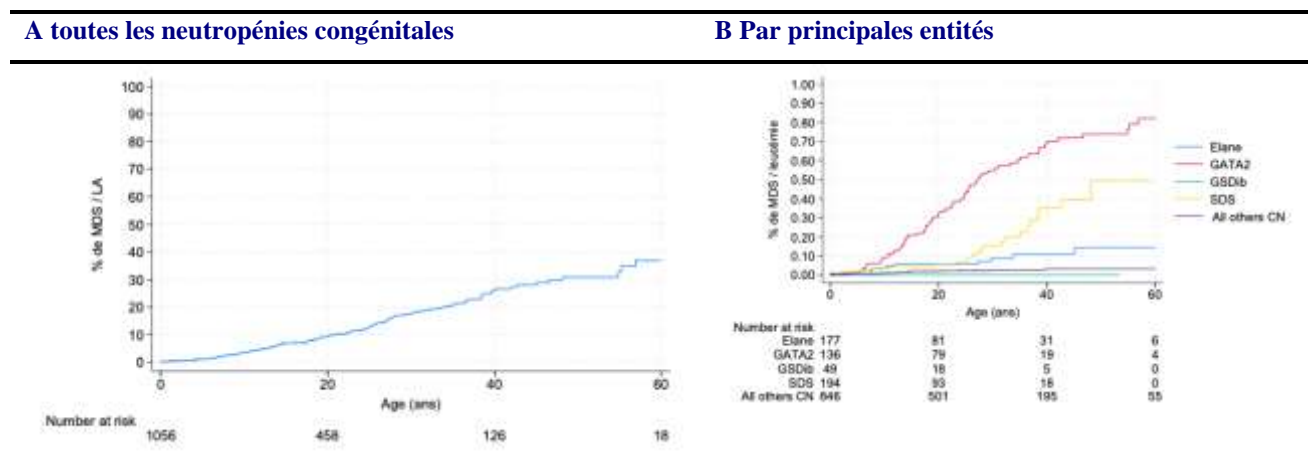 A toutes les neutropénies congénitales
B Par principales entités
100
90
80
70
60
50
40
30
20
10
0
% de MDS / LA
0 20 40 60
Age (ans)
Number at risk
1056 458 126 18
1.00
0.90
0.80
0.70
0.60
0.50
0.40
0.30
0.20
0.10
0.00
% de MDS / leucémie
0 20 40 60
Age (ans)
Elane
GATA2
GSDib
SDS
All others CN
Number at risk
Elane 177 81 31 6
GATA2 136 79 19 4
GSDib 49 18 5 0
SDS 194 93 18 0
All others CN 646 501 195 55